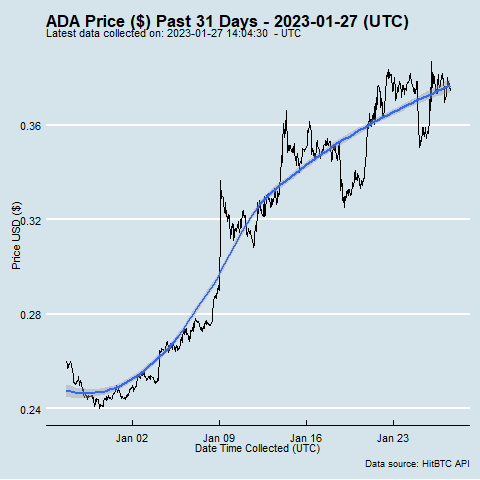 ADA Price ($) Past 31 Days - 2023-01-27 (UTC)
Latest data collected on: 2023-01-27 14:04:30 - UTC
Price USD ($)
0.36
0.32
0.28
0.24
Jan 02 Jan 09 Jan 16 Jan 23
Date Time Collected (UTC)
Data source: HitBTC API